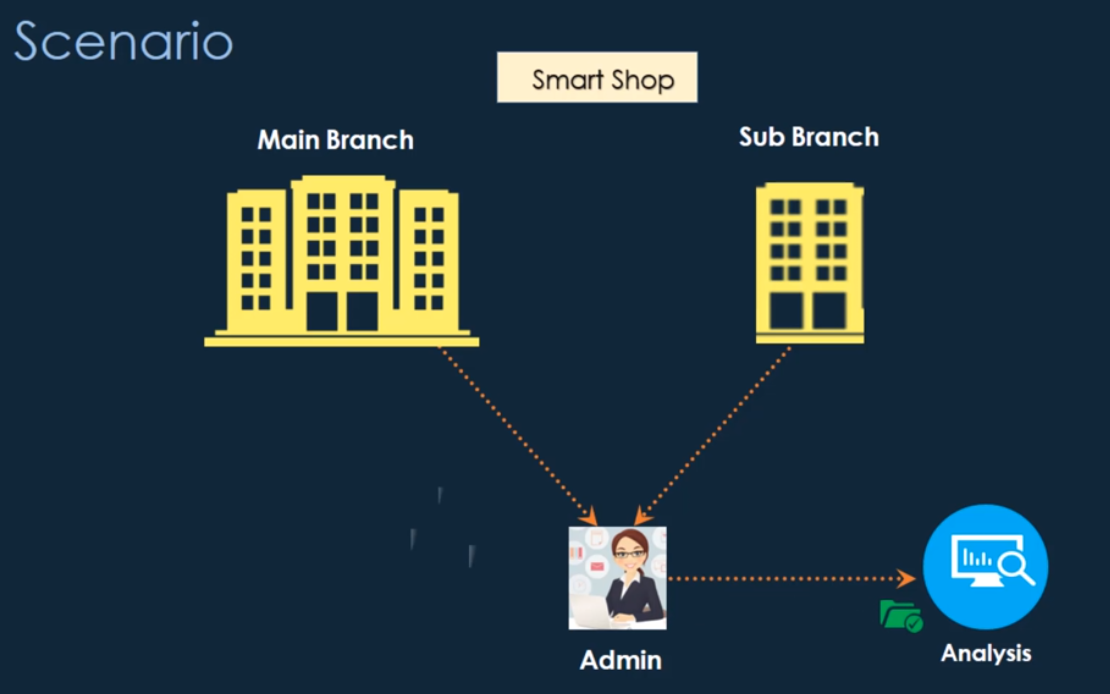 Scenario
Smart Shop
Main Branch
Sub Branch
Admin
Analysis